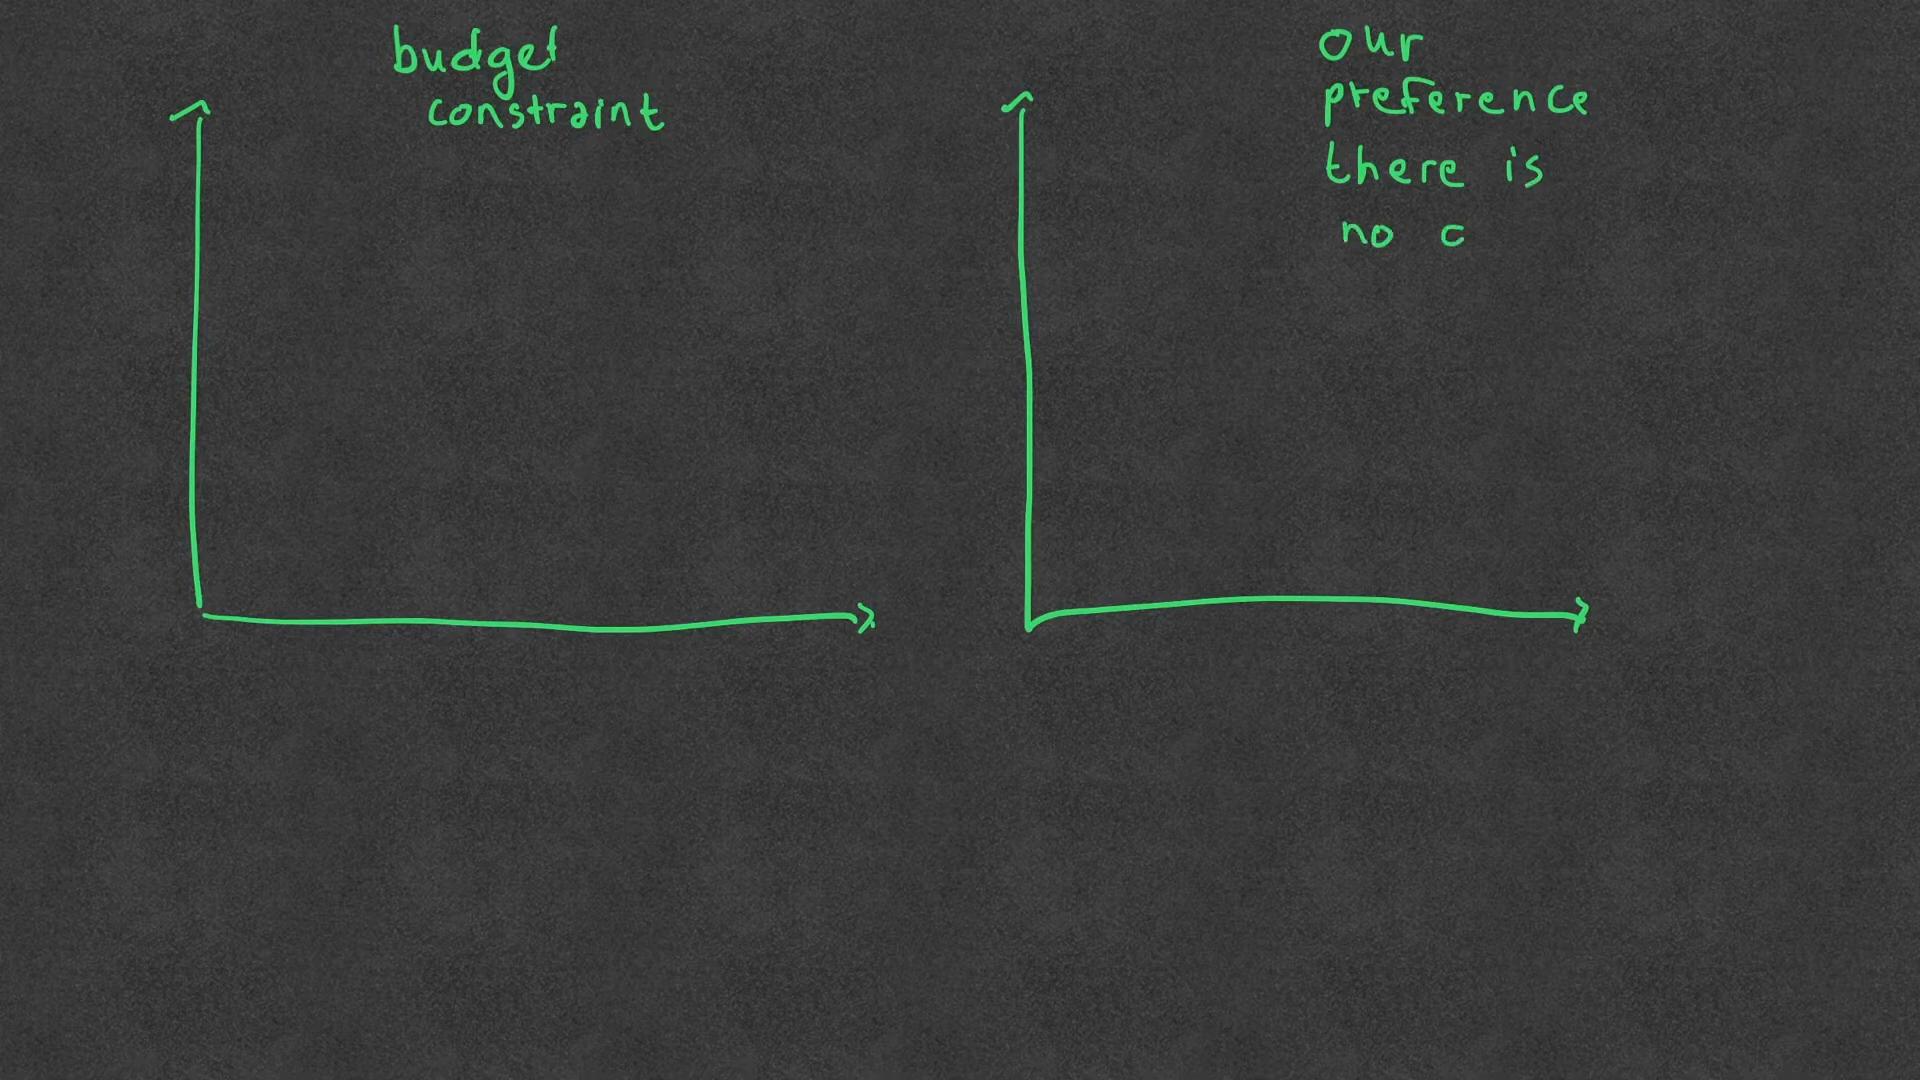 budget
constraint
our
preference
there is
no c